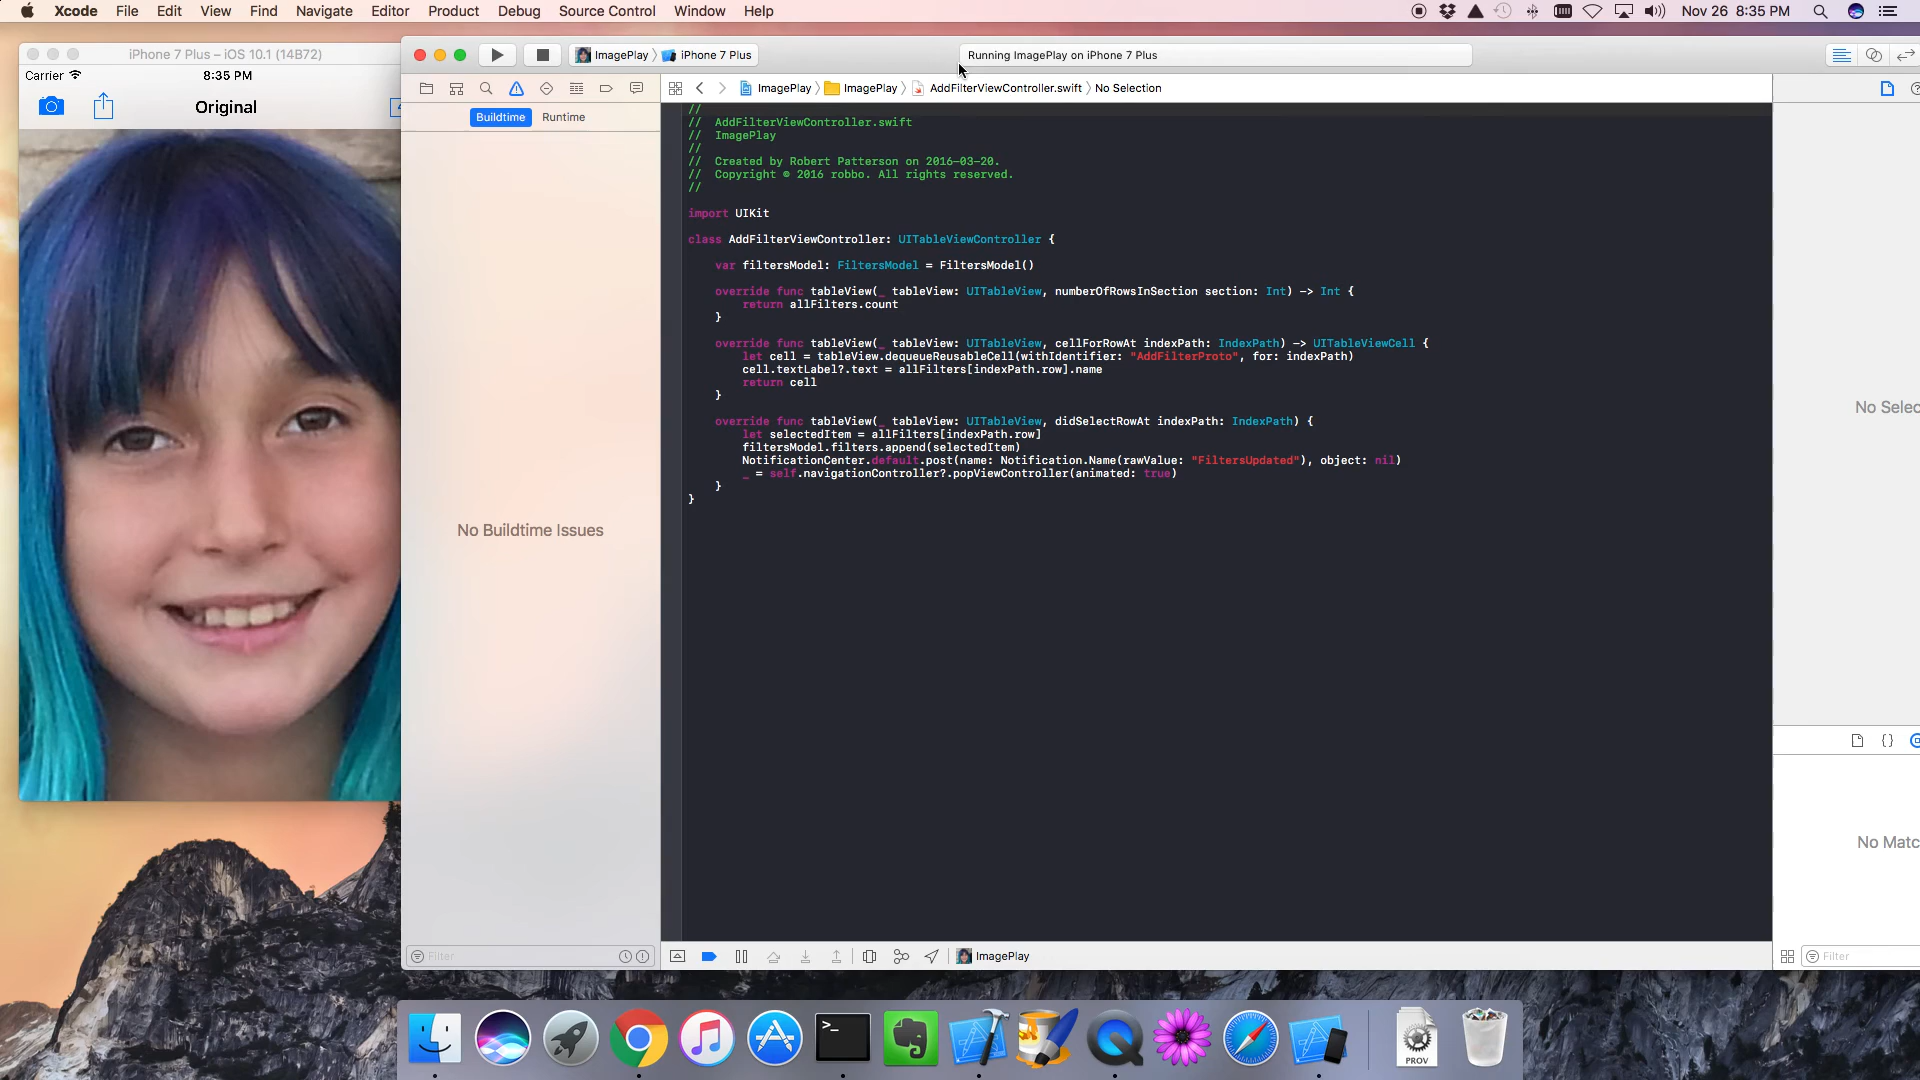 Xcode File Edit View Find Navigate Editor Product Debug Source Control Window Help Nov 26 8:35 PM
iPhone 7 Plus – iOS 10.1 (14B72)
Carrier 8:35 PM
Original
ImagePlay iPhone 7 Plus Running ImagePlay on iPhone 7 Plus
ImagePlay ImagePlay AddFilterViewController.swift No Selection
Buildtime Runtime
No Buildtime Issues
Filter
//
// AddFilterViewController.swift
// ImagePlay
//
// Created by Robert Patterson on 2016-03-20.
// Copyright © 2016 robbo. All rights reserved.
//
import UIKit
class AddFilterViewController: UITableViewController {
var filtersModel: FiltersModel = FiltersModel()
override func tableView(_ tableView: UITableView, numberOfRowsInSection section: Int) -> Int {
return allFilters.count
}
override func tableView(_ tableView: UITableView, cellForRowAt indexPath: IndexPath) -> UITableViewCell {
let cell = tableView.dequeueReusableCell(withIdentifier: "AddFilterProto", for: indexPath)
cell.textLabel?.text = allFilters[indexPath.row].name
return cell
}
override func tableView(_ tableView: UITableView, didSelectRowAt indexPath: IndexPath) {
let selectedItem = allFilters[indexPath.row]
filtersModel.filters.append(selectedItem)
NotificationCenter.default.post(name: Notification.Name(rawValue: "FiltersUpdated"), object: nil)
_ = self.navigationController?.popViewController(animated: true)
}
}
ImagePlay
No Selec
{}
No Matc
Filter
>_
PROV